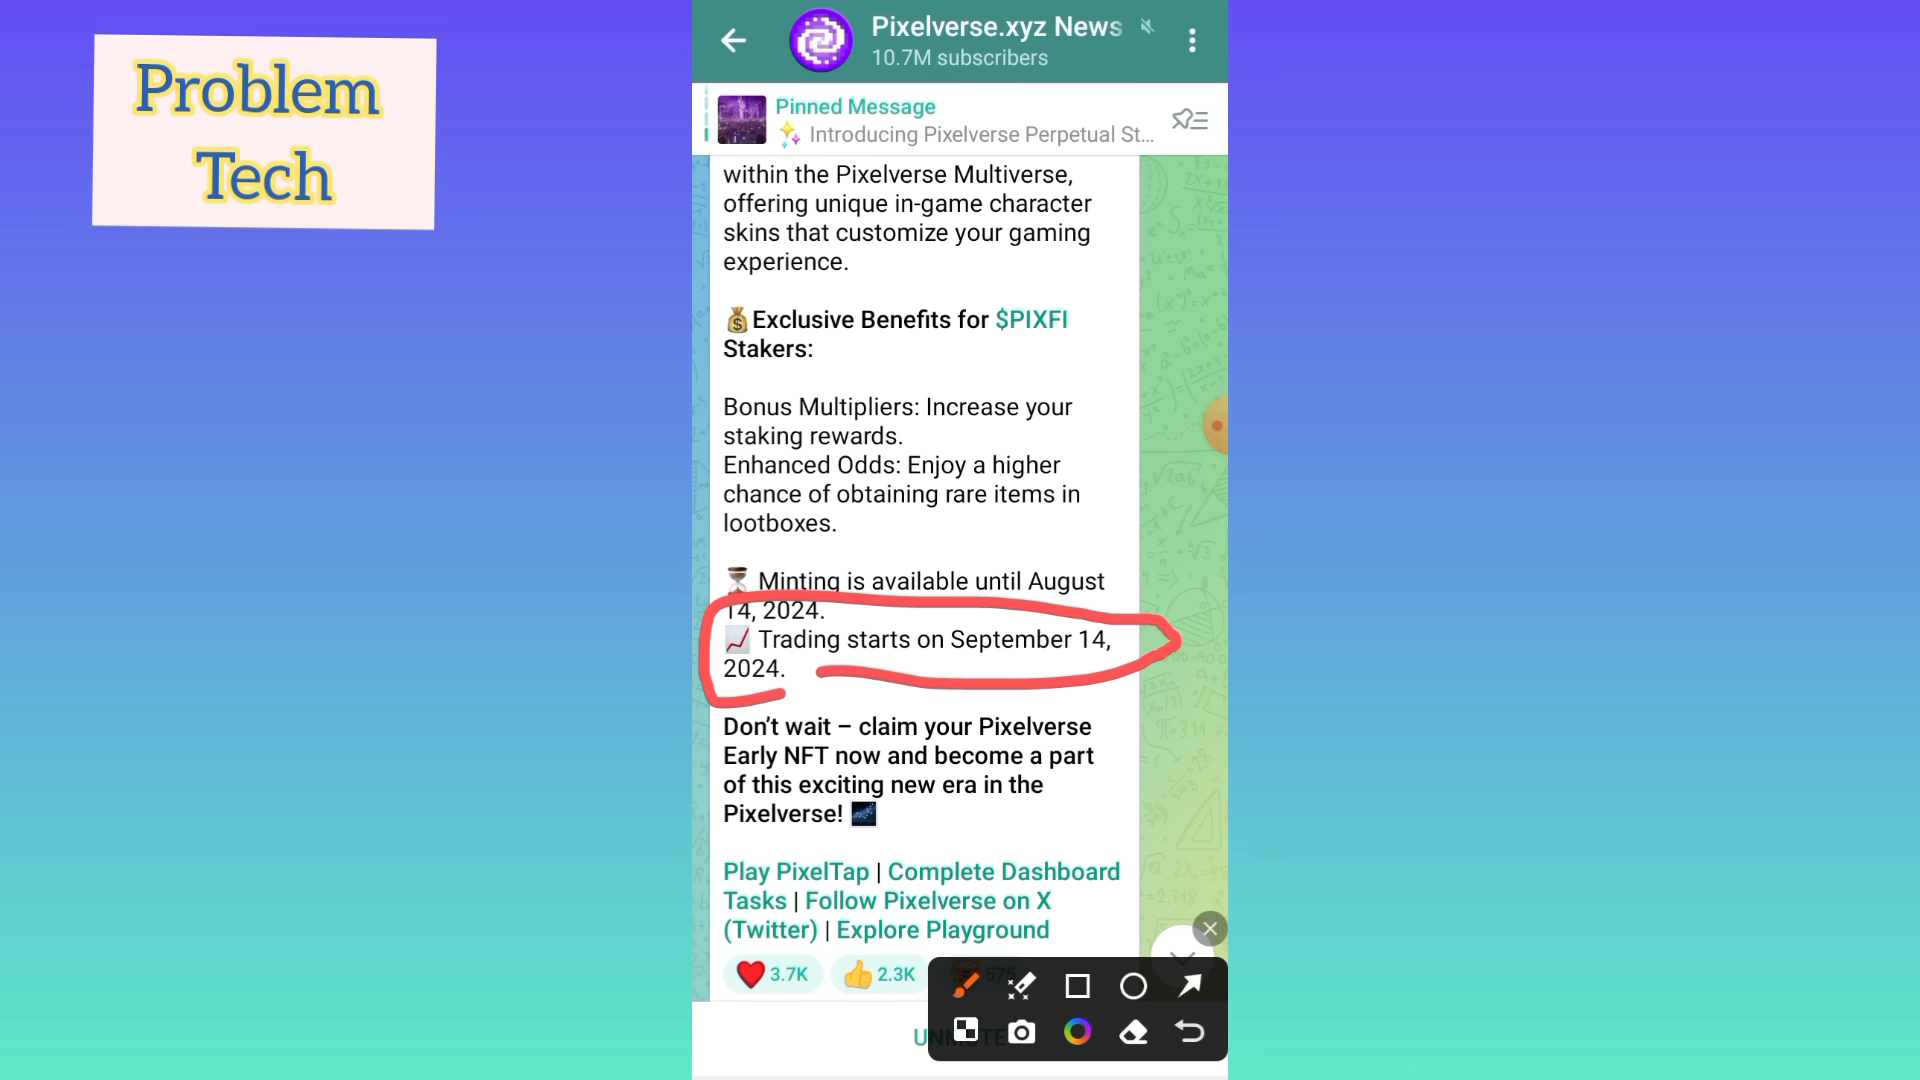 Problem
Tech
Pixelverse.xyz News
10.7M subscribers
Pinned Message
✨ Introducing Pixelverse Perpetual St...
within the Pixelverse Multiverse,
offering unique in-game character
skins that customize your gaming
experience.
💰Exclusive Benefits for $PIXFI
Stakers:
Bonus Multipliers: Increase your
staking rewards.
Enhanced Odds: Enjoy a higher
chance of obtaining rare items in
lootboxes.
⏳ Minting is available until August
14, 2024.
📈 Trading starts on September 14,
2024.
Don’t wait – claim your Pixelverse
Early NFT now and become a part
of this exciting new era in the
Pixelverse! 🌌
Play PixelTap | Complete Dashboard
Tasks | Follow Pixelverse on X
(Twitter) | Explore Playground
❤️ 3.7K 👍 2.3K 575
UNMUTE